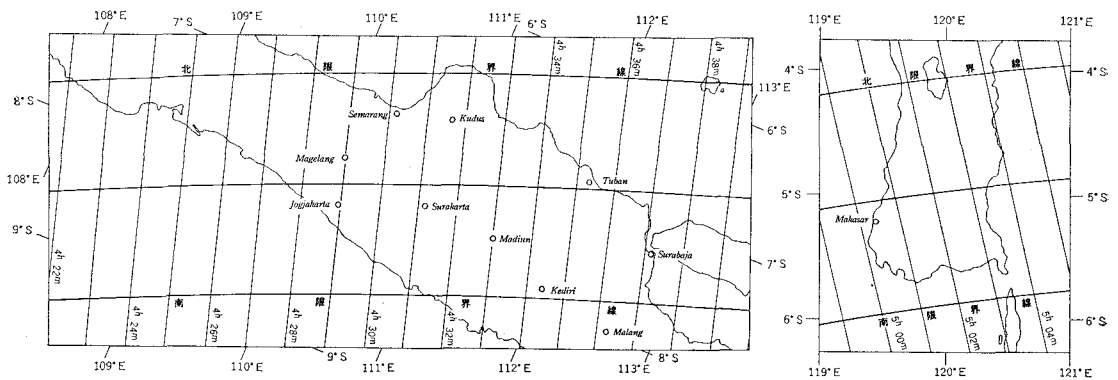 108°E
7°S
109°E
110°E
111°E
6°S
112°E
北 限 界 線
4h 34m
4h 36m
4h 38m
113°E
8°S
6°S
Semarang
Kudus
Magelang
Tuban
108°E
Jogjakarta
Surakarta
9°S
Madiun
Surabaja
7°S
4h 22m
Kediri
南 限 界 線
4h 24m
4h 26m
4h 28m
4h 30m
4h 32m
Malang
109°E
110°E
9°S
111°E
112°E
113°E
8°S
119°E
120°E
121°E
4°S
北 限 界 線
4°S
5°S
5°S
Makasar
6°S
南 限 界 線
5h 00m
5h 02m
5h 04m
6°S
119°E
120°E
121°E